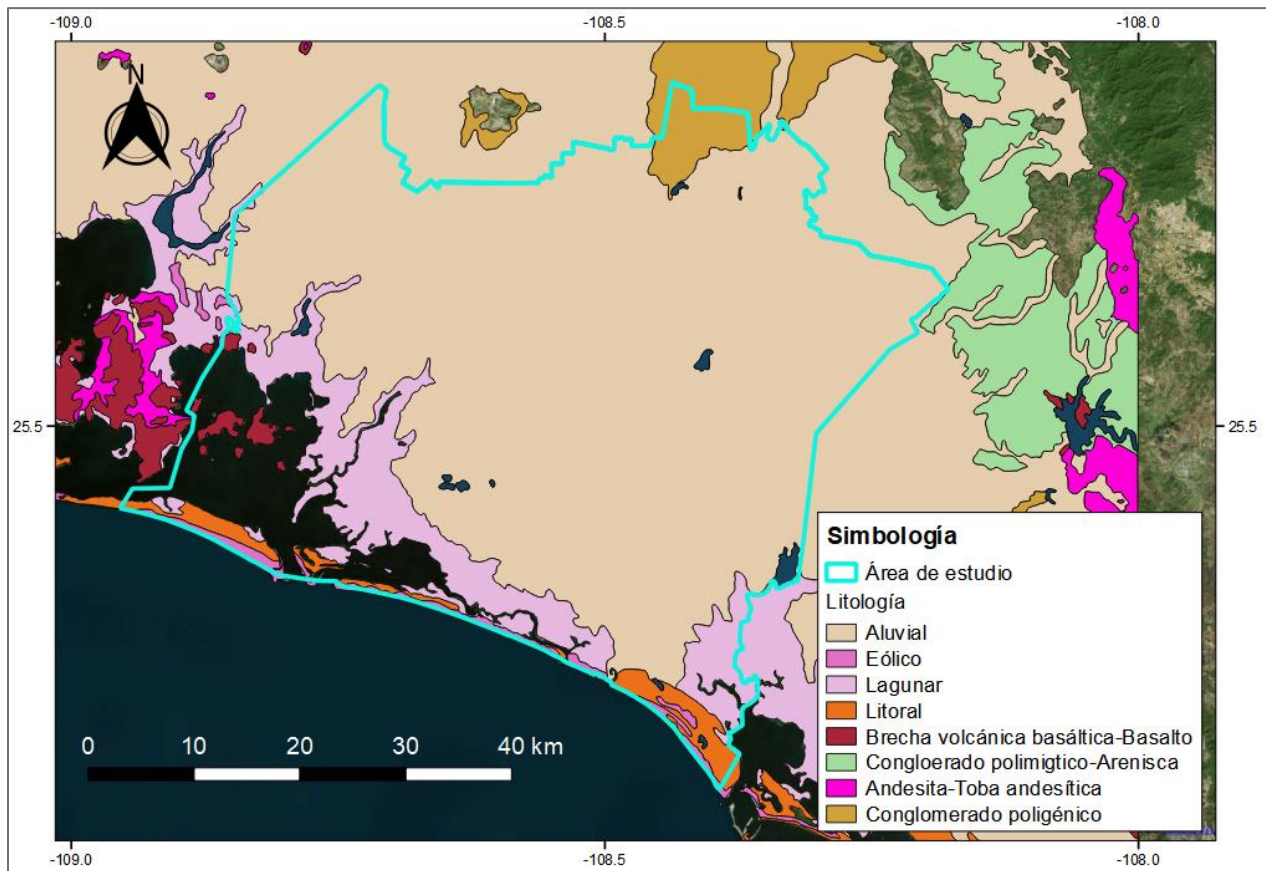 -109.0
-108.5
-108.0
N
25.5
25.5
0
10
20
30
40 km
Simbología
Área de estudio
Litología
Aluvial
Eólico
Lagunar
Litoral
Brecha volcánica basáltica-Basalto
Congloerado polimigtico-Arenisca
Andesita-Toba andesítica
Conglomerado poligénico
-109.0
-108.5
-108.0